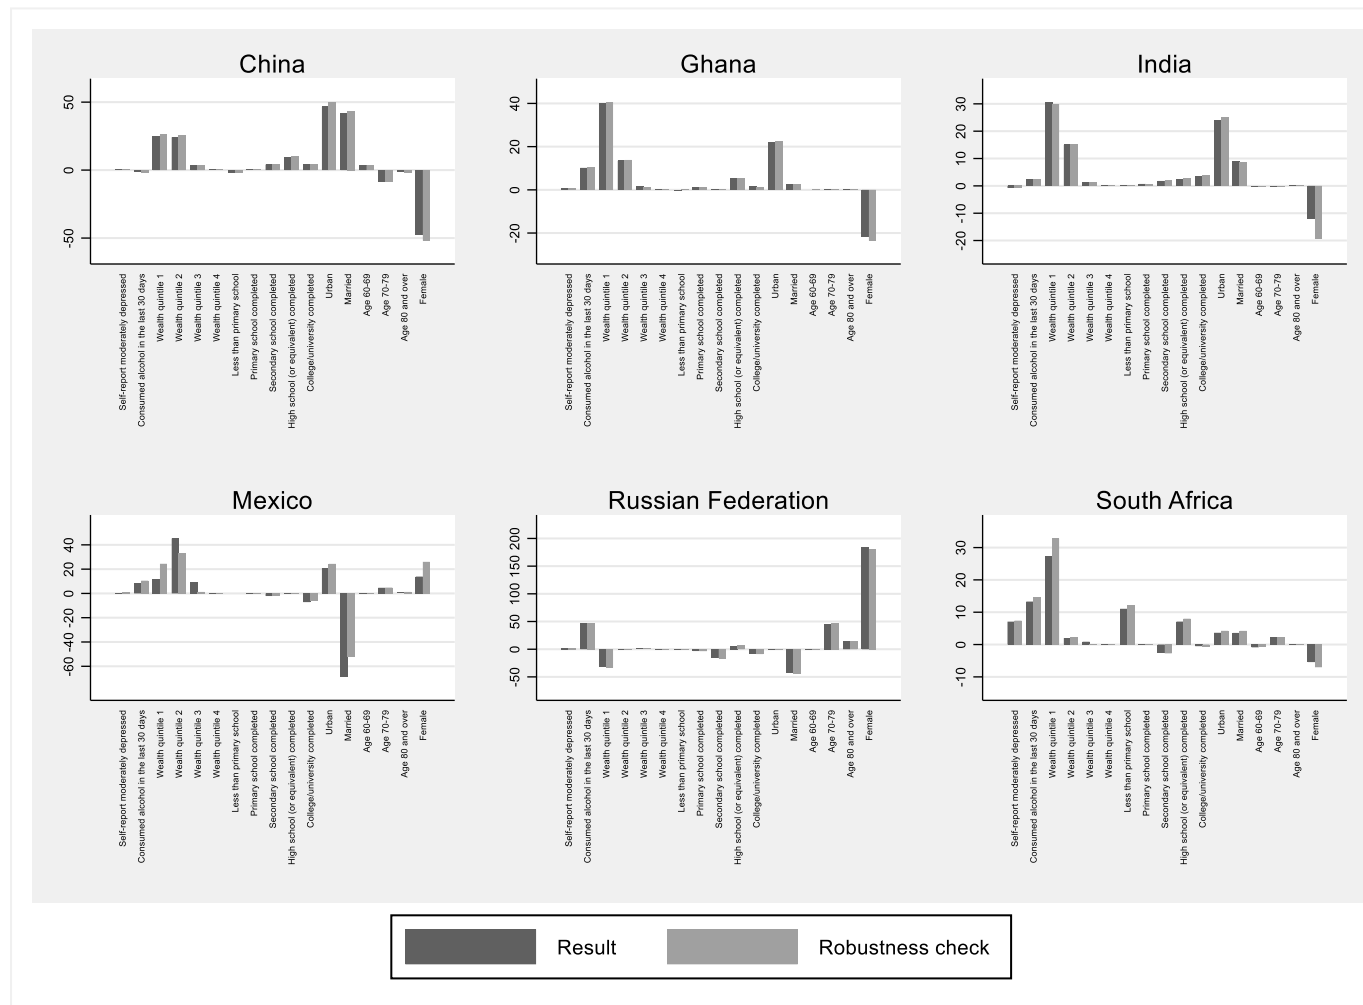 China
50
0
-50
Self-report moderately depressed
Consumed alcohol in the last 30 days
Wealth quintile 1
Wealth quintile 2
Wealth quintile 3
Wealth quintile 4
Less than primary school
Primary school completed
Secondary school completed
High school (or equivalent) completed
College/university completed
Urban
Married
Age 60-69
Age 70-79
Age 80 and over
Female
Ghana
40
20
0
-20
Self-report moderately depressed
Consumed alcohol in the last 30 days
Wealth quintile 1
Wealth quintile 2
Wealth quintile 3
Wealth quintile 4
Less than primary school
Primary school completed
Secondary school completed
High school (or equivalent) completed
College/university completed
Urban
Married
Age 60-69
Age 70-79
Age 80 and over
Female
India
30
20
10
0
-10
-20
Self-report moderately depressed
Consumed alcohol in the last 30 days
Wealth quintile 1
Wealth quintile 2
Wealth quintile 3
Wealth quintile 4
Less than primary school
Primary school completed
Secondary school completed
High school (or equivalent) completed
College/university completed
Urban
Married
Age 60-69
Age 70-79
Age 80 and over
Female
Mexico
40
20
0
-20
-40
-60
Self-report moderately depressed
Consumed alcohol in the last 30 days
Wealth quintile 1
Wealth quintile 2
Wealth quintile 3
Wealth quintile 4
Less than primary school
Primary school completed
Secondary school completed
High school (or equivalent) completed
College/university completed
Urban
Married
Age 60-69
Age 70-79
Age 80 and over
Female
Russian Federation
200
150
100
50
0
-50
Self-report moderately depressed
Consumed alcohol in the last 30 days
Wealth quintile 1
Wealth quintile 2
Wealth quintile 3
Wealth quintile 4
Less than primary school
Primary school completed
Secondary school completed
High school (or equivalent) completed
College/university completed
Urban
Married
Age 60-69
Age 70-79
Age 80 and over
Female
South Africa
30
20
10
0
-10
Self-report moderately depressed
Consumed alcohol in the last 30 days
Wealth quintile 1
Wealth quintile 2
Wealth quintile 3
Wealth quintile 4
Less than primary school
Primary school completed
Secondary school completed
High school (or equivalent) completed
College/university completed
Urban
Married
Age 60-69
Age 70-79
Age 80 and over
Female
Result
Robustness check